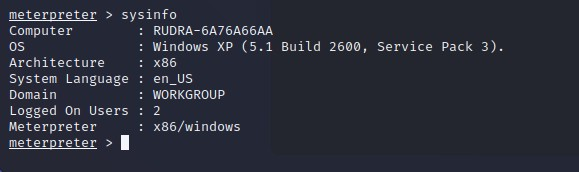 meterpreter > sysinfo
Computer        : RUDRA-6A76A66AA
OS              : Windows XP (5.1 Build 2600, Service Pack 3).
Architecture    : x86
System Language : en_US
Domain          : WORKGROUP
Logged On Users : 2
Meterpreter     : x86/windows
meterpreter >